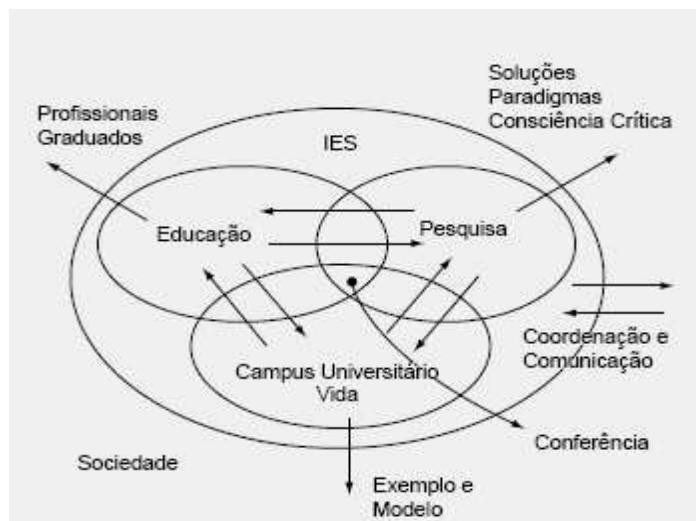 Soluções
Paradigmas
Consciência Crítica
Profissionais
Graduados
IES
Educação
Pesquisa
Campus Universitário
Vida
Coordenação e
Comunicação
Conferência
Sociedade
Exemplo e
Modelo